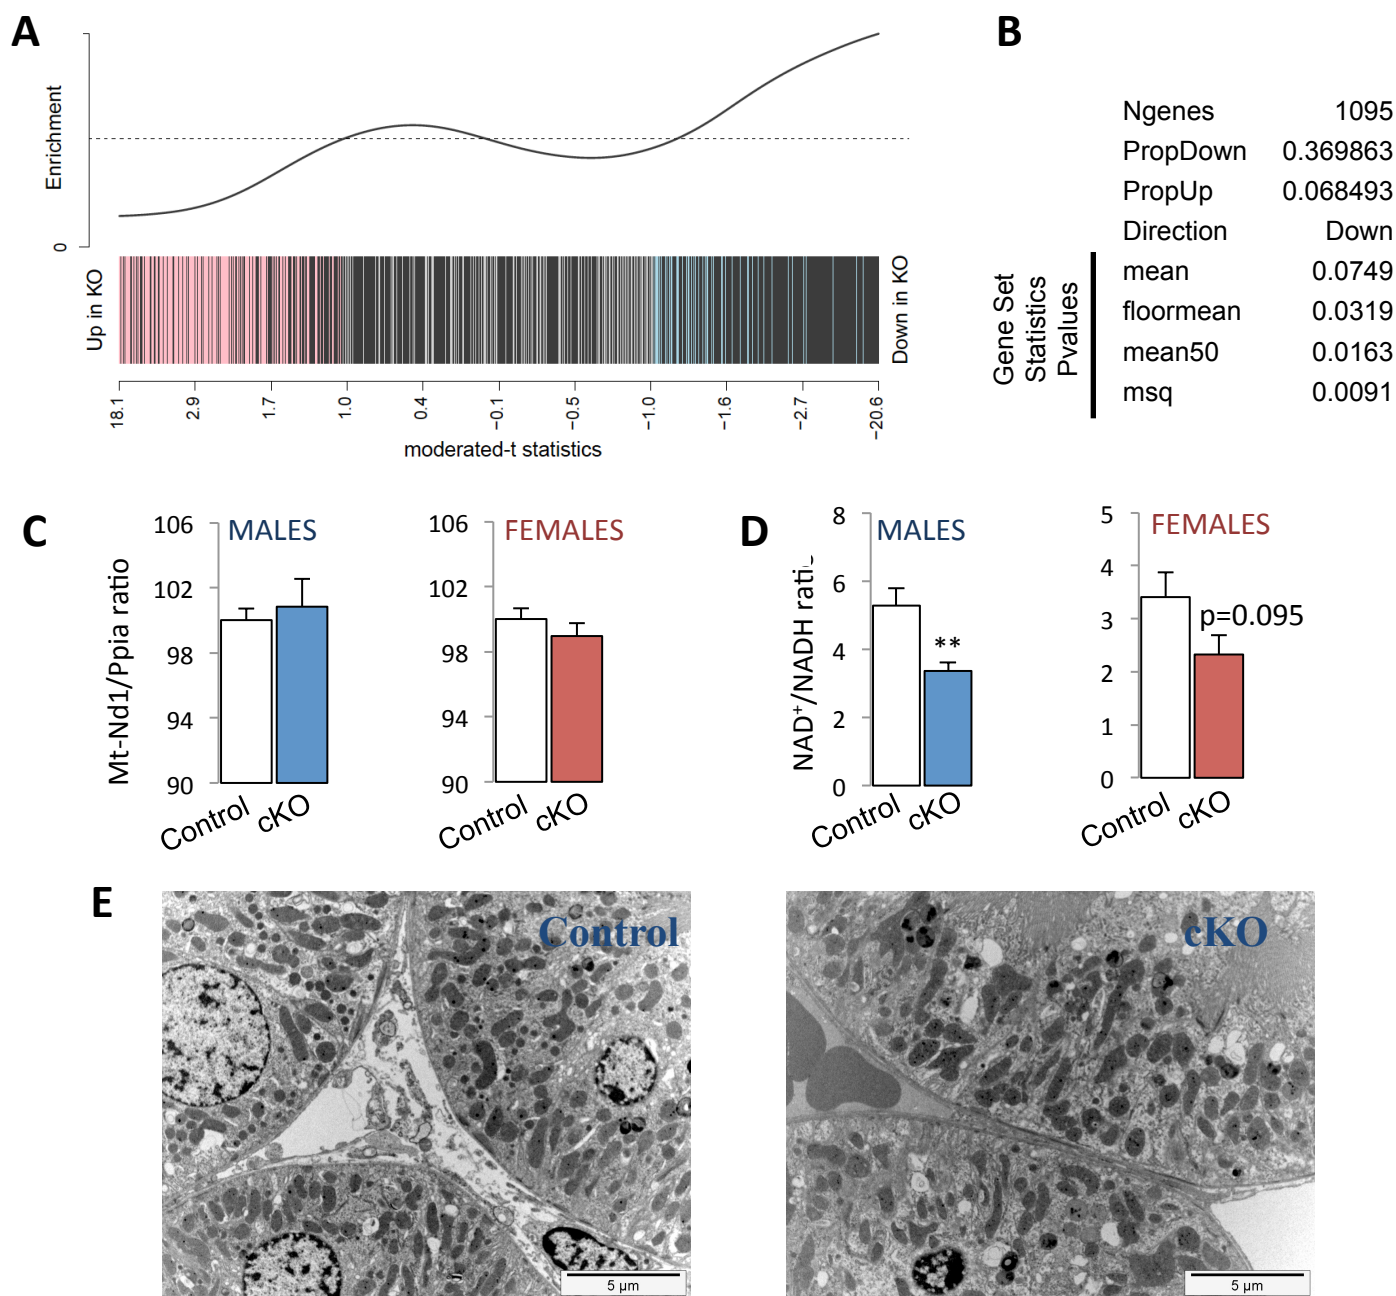 A
Enrichment
0
Up in KO
Down in KO
18.1 2.9 1.7 1.0 0.4 −0.1 −0.5 −1.0 −1.6 −2.7 −20.6
moderated-t statistics
B
Ngenes 1095
PropDown 0.369863
PropUp 0.068493
Direction Down
Gene Set
Statistics
Pvalues
mean 0.0749
floormean 0.0319
mean50 0.0163
msq 0.0091
C
Mt-Nd1/Ppia ratio
MALES
106
102
98
94
90
Control cKO
FEMALES
106
102
98
94
90
Control cKO
D
NAD+/NADH ratio
MALES
8
6
4
2
0
**
Control cKO
FEMALES
5
4
3
2
1
0
p=0.095
Control cKO
E
Control
5 µm
cKO
5 µm